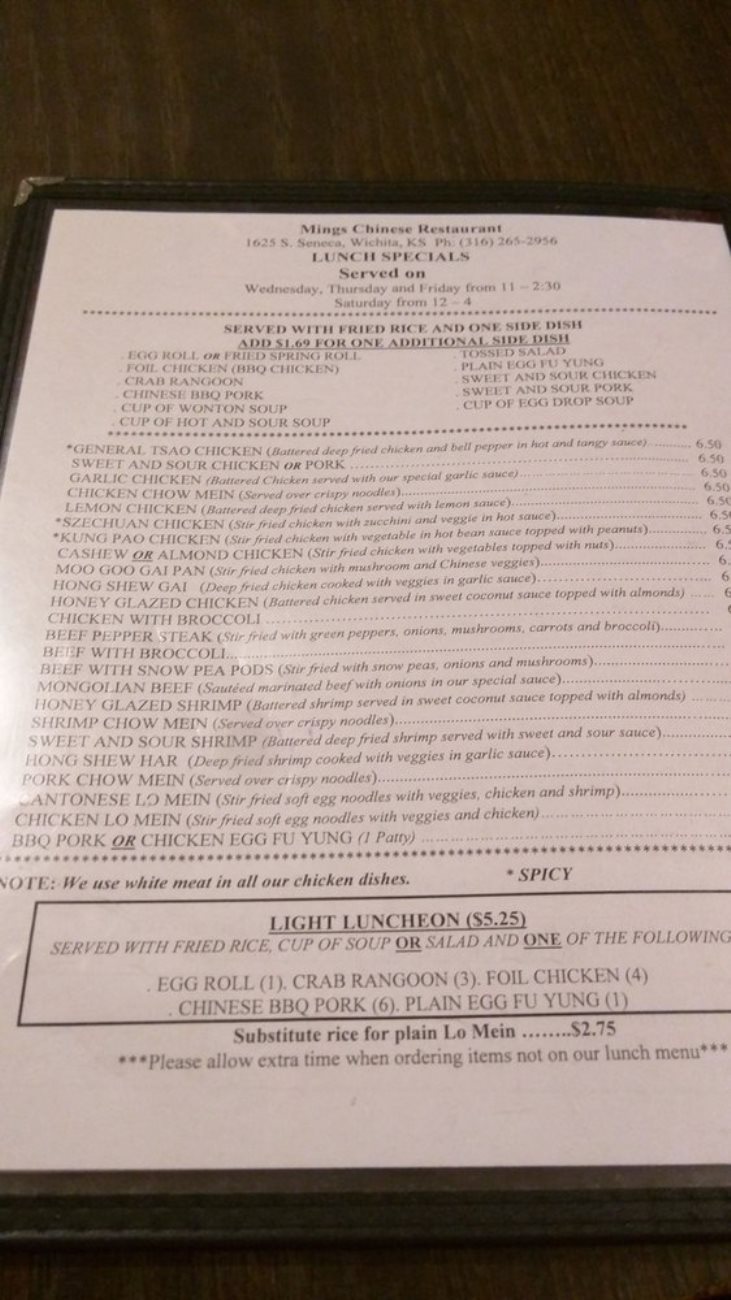 Mings Chinese Restaurant
1625 S. Seneca, Wichita, KS Ph: (316) 265-2956
LUNCH SPECIALS
Served on
Wednesday, Thursday and Friday from 11 – 2:30
Saturday from 12 – 4
SERVED WITH FRIED RICE AND ONE SIDE DISH
ADD $1.69 FOR ONE ADDITIONAL SIDE DISH
. EGG ROLL OR FRIED SPRING ROLL
. FOIL CHICKEN (BBQ CHICKEN)
. CRAB RANGOON
. CHINESE BBQ PORK
. CUP OF WONTON SOUP
. CUP OF HOT AND SOUR SOUP
. TOSSED SALAD
. PLAIN EGG FU YUNG
. SWEET AND SOUR CHICKEN
. SWEET AND SOUR PORK
. CUP OF EGG DROP SOUP
*GENERAL TSAO CHICKEN (Battered deep fried chicken and bell pepper in hot and tangy sauce) ........... 6.50
SWEET AND SOUR CHICKEN OR PORK ........... 6.50
GARLIC CHICKEN (Battered Chicken served with our special garlic sauce)........... 6.50
CHICKEN CHOW MEIN (Served over crispy noodles)........... 6.50
LEMON CHICKEN (Battered deep fried chicken served with lemon sauce)........... 6.50
*SZECHUAN CHICKEN (Stir fried chicken with zucchini and veggie in hot sauce)........... 6.5
*KUNG PAO CHICKEN (Stir fried chicken with vegetable in hot bean sauce topped with peanuts)........... 6.5
CASHEW OR ALMOND CHICKEN (Stir fried chicken with vegetables topped with nuts)........... 6.
MOO GOO GAI PAN (Stir fried chicken with mushroom and Chinese veggies)........... 6.
HONG SHEW GAI (Deep fried chicken cooked with veggies in garlic sauce)........... 6
HONEY GLAZED CHICKEN (Battered chicken served in sweet coconut sauce topped with almonds) ...... 6
CHICKEN WITH BROCCOLI ...........
BEEF PEPPER STEAK (Stir fried with green peppers, onions, mushrooms, carrots and broccoli)...........
BEEF WITH BROCCOLI...........
BEEF WITH SNOW PEA PODS (Stir fried with snow peas, onions and mushrooms)...........
MONGOLIAN BEEF (Sautéed marinated beef with onions in our special sauce)...........
HONEY GLAZED SHRIMP (Battered shrimp served in sweet coconut sauce topped with almonds) ........
SHRIMP CHOW MEIN (Served over crispy noodles)...........
SWEET AND SOUR SHRIMP (Battered deep fried shrimp served with sweet and sour sauce)...........
HONG SHEW HAR (Deep fried shrimp cooked with veggies in garlic sauce)...........
PORK CHOW MEIN (Served over crispy noodles)...........
CANTONESE LO MEIN (Stir fried soft egg noodles with veggies, chicken and shrimp)...........
CHICKEN LO MEIN (Stir fried soft egg noodles with veggies and chicken)...........
BBQ PORK OR CHICKEN EGG FU YUNG (1 Patty) ...........
NOTE: We use white meat in all our chicken dishes. * SPICY
LIGHT LUNCHEON ($5.25)
SERVED WITH FRIED RICE, CUP OF SOUP OR SALAD AND ONE OF THE FOLLOWING
. EGG ROLL (1). CRAB RANGOON (3). FOIL CHICKEN (4)
. CHINESE BBQ PORK (6). PLAIN EGG FU YUNG (1)
Substitute rice for plain Lo Mein ........$2.75
***Please allow extra time when ordering items not on our lunch menu***